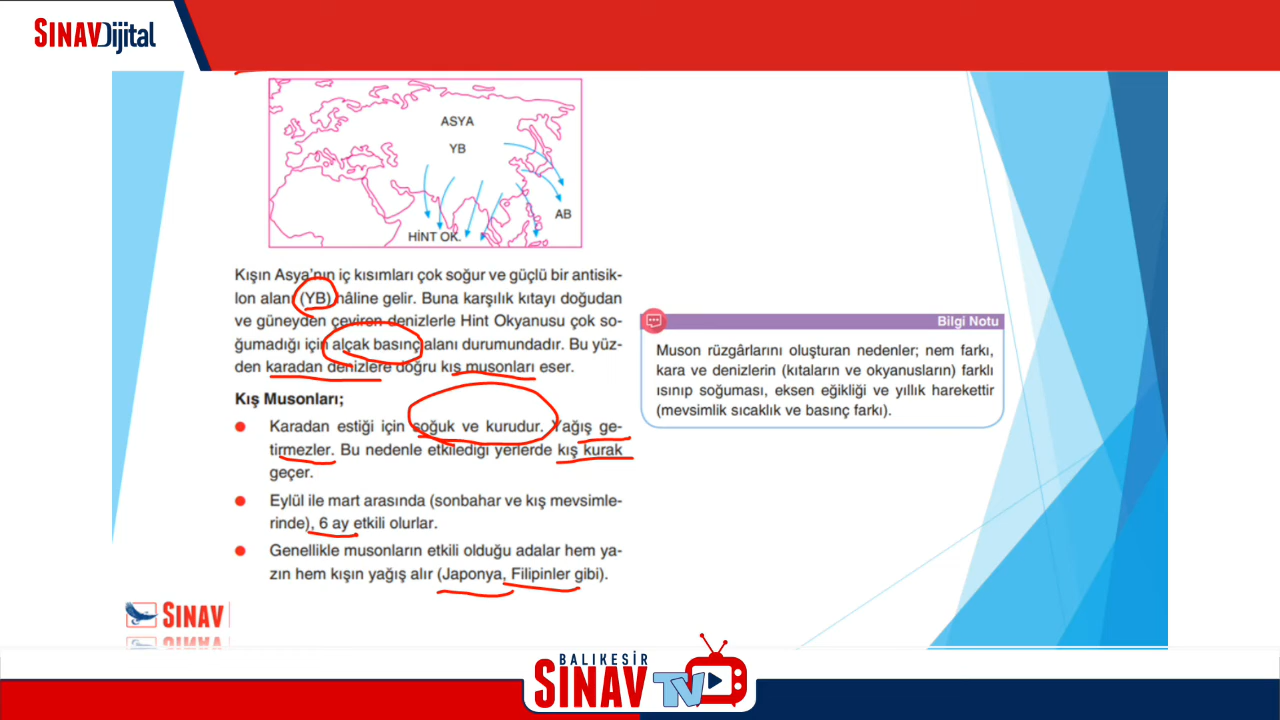 SINAVDijital
ASYA
YB
AB
HİNT OK.
Kışın Asya'nın iç kısımları çok soğur ve güçlü bir antisik-
lon alanı (YB) hâline gelir. Buna karşılık kıtayı doğudan
ve güneyden çeviren denizlerle Hint Okyanusu çok so-
ğumadığı için alçak basınç alanı durumundadır. Bu yüz-
den karadan denizlere doğru kış musonları eser.
Kış Musonları;
Karadan estiği için soğuk ve kurudur. Yağış ge-
tirmezler. Bu nedenle etkilediği yerlerde kış kurak
geçer.
Eylül ile mart arasında (sonbahar ve kış mevsimle-
rinde), 6 ay etkili olurlar.
Genellikle musonların etkili olduğu adalar hem ya-
zın hem kışın yağış alır (Japonya, Filipinler gibi).
Bilgi Notu
Muson rüzgârlarını oluşturan nedenler; nem farkı,
kara ve denizlerin (kıtaların ve okyanusların) farklı
ısınıp soğuması, eksen eğikliği ve yıllık harekettir
(mevsimlik sıcaklık ve basınç farkı).
SINAV
BALIKESİR
SINAV TV